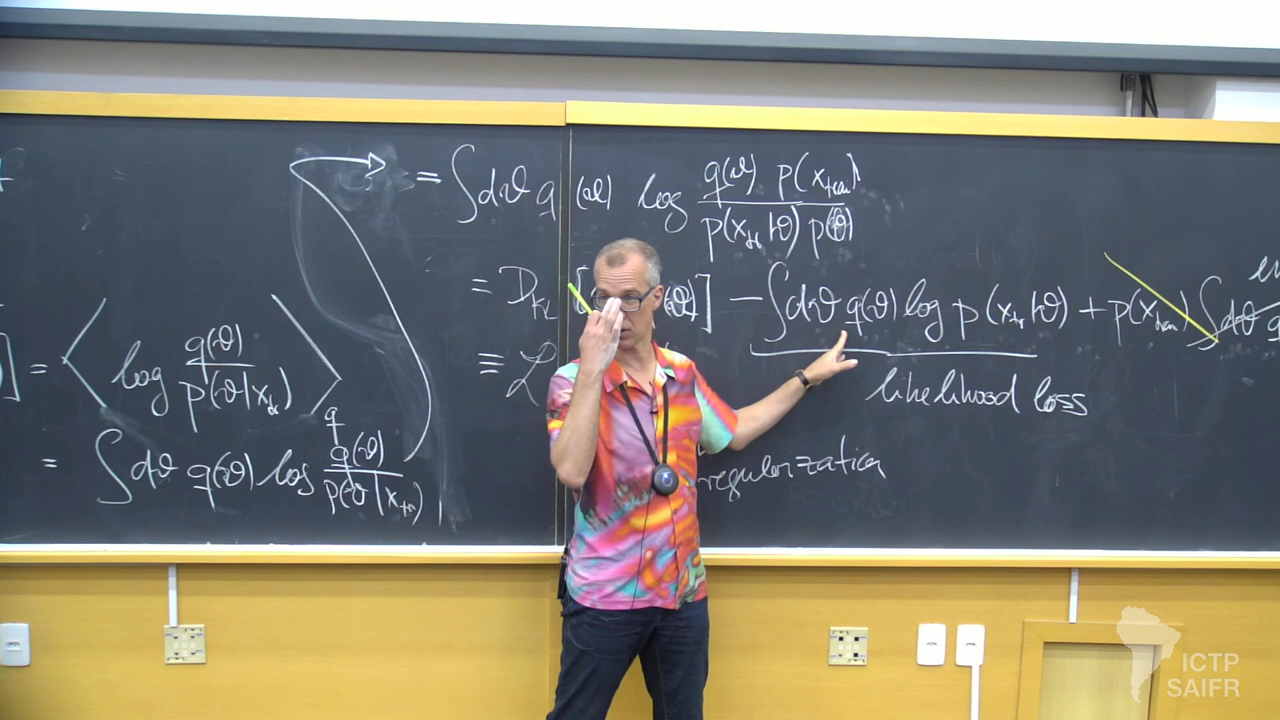 ] = ⟨ log q(ϑ) / p(ϑ|x_tr) ⟩_q
= ∫dϑ q(ϑ) log q(ϑ) / p(ϑ|x_tr)
= ∫dϑ q(ϑ) log q(ϑ) p(x_train) / p(x_tr|ϑ) p(ϑ)
= D_KL [ (ϑ)] − ∫dϑ q(ϑ) log p(x_tr|ϑ) + p(x_train) ∫dϑ q
≡ ℒ
likelihood loss
regularization
ICTP
SAIFR